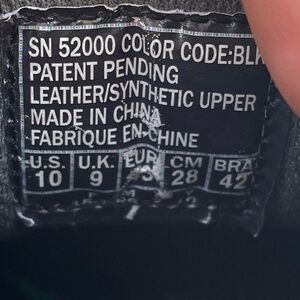 SN 52000 COLOR CODE:BLK
PATENT PENDING
LEATHER/SYNTHETIC UPPER
MADE IN CHINA
FABRIQUE EN CHINE
U.S. U.K. EUR CM BRA
10 9 28 42